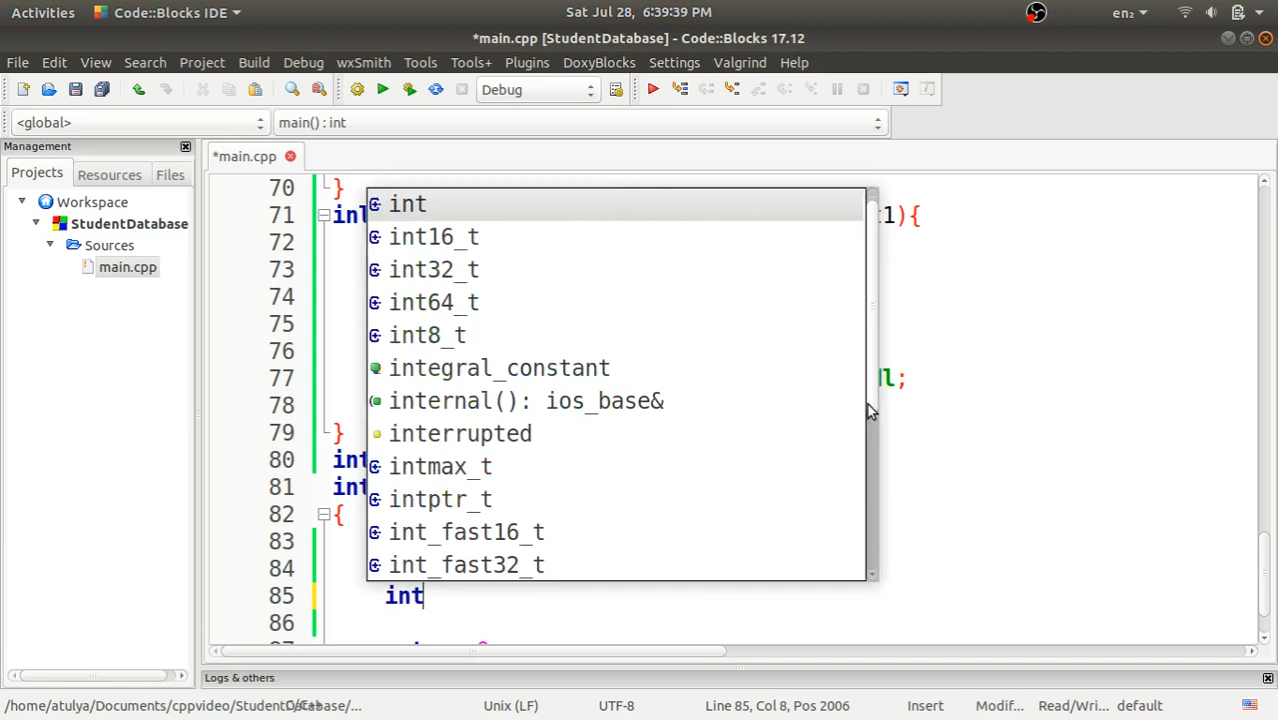 Activities Code::Blocks IDE Sat Jul 28, 6:39:39 PM en₂
*main.cpp [StudentDatabase] - Code::Blocks 17.12
File Edit View Search Project Build Debug wxSmith Tools Tools+ Plugins DoxyBlocks Settings Valgrind Help
Debug
<global> main() : int
Management
*main.cpp
Projects Resources Files
Workspace
StudentDatabase
Sources
main.cpp
70 }
71 inl t1){
72
73
74
75
76
77 l;
78
79 }
80 int
81 int
82 {
83
84
85 int
86
int
int16_t
int32_t
int64_t
int8_t
integral_constant
internal(): ios_base&
interrupted
intmax_t
intptr_t
int_fast16_t
int_fast32_t
Logs & others
Unix (LF) UTF-8 Line 85, Col 8, Pos 2006 Insert Modif... Read/Wri... default